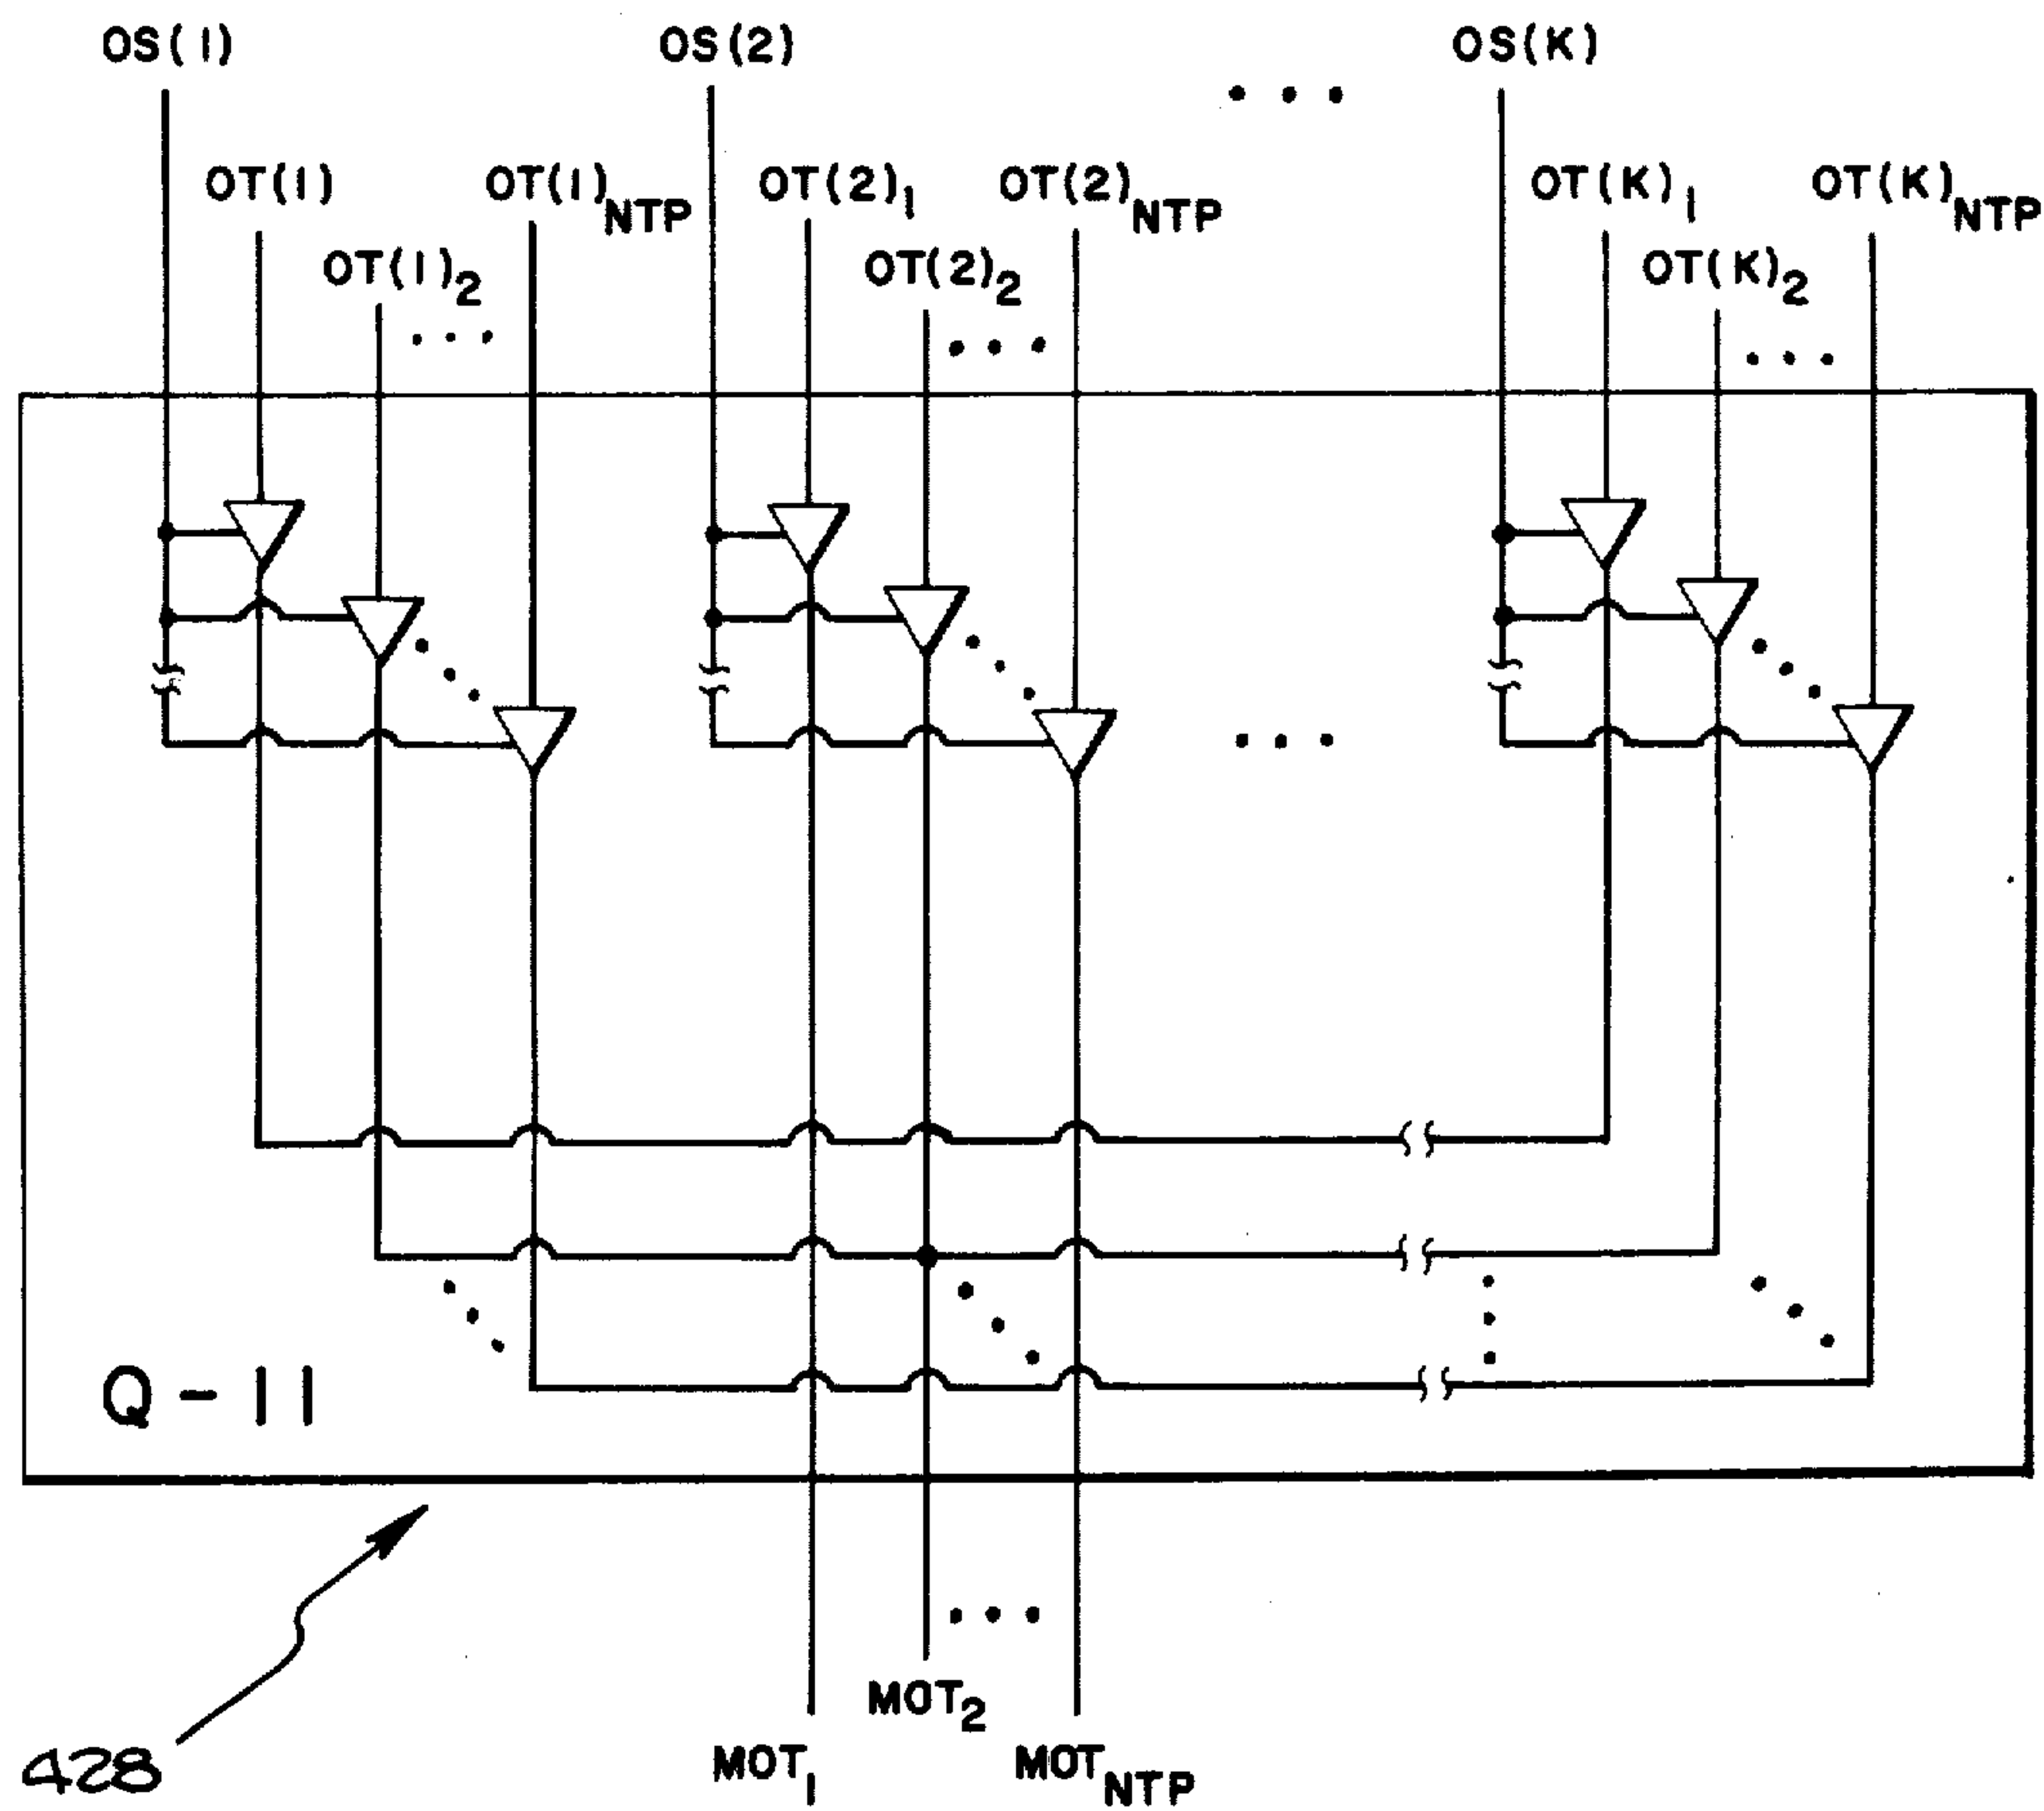 OS(1) OS(2) OS(K)
OT(1) OT(1)NTP OT(2)1 OT(2)NTP OT(K)1 OT(K)NTP
OT(1)2 OT(2)2 OT(K)2
Q-11
MOT2
428 MOT1 MOTNTP